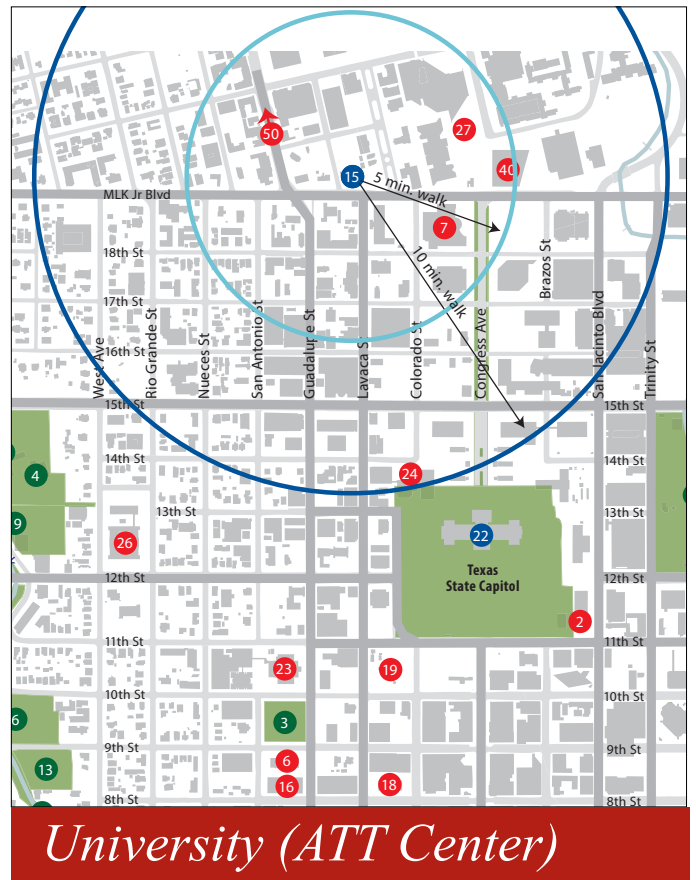 50
27
40
15
5 min. walk
MLK Jr Blvd
7
10 min. walk
18th St
Brazos St
17th St
16th St
West Ave
Rio Grande St
Nueces St
San Antonio St
Guadalupe St
Lavaca S
Colorado St
Congress Ave
San Jacinto Blvd
Trinity St
15th St
15th St
14th St
24
14th St
4
13th St
13th St
9
26
22
Texas
State Capitol
12th St
12th St
2
11th St
11th St
23
19
10th St
10th St
6
3
9th St
9th St
6
13
16
18
8th St
8th St
University (ATT Center)